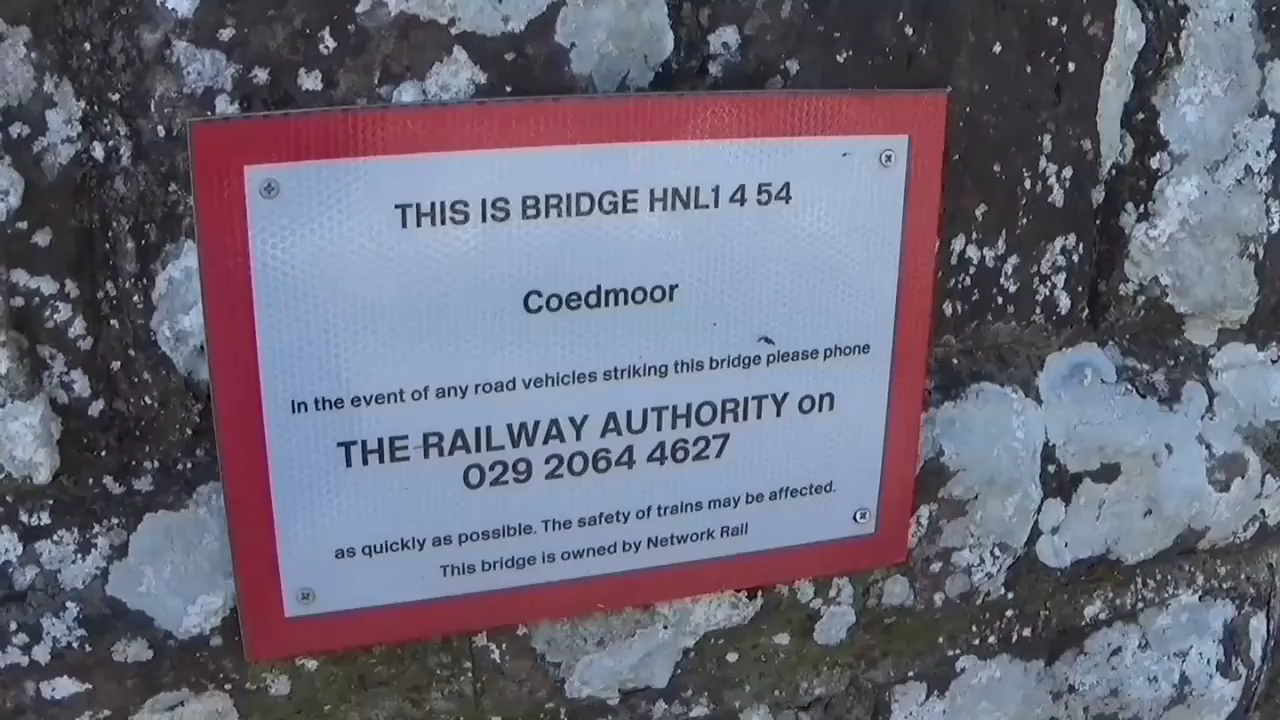 THIS IS BRIDGE HNL1 4 54
Coedmoor
In the event of any road vehicles striking this bridge please phone
THE RAILWAY AUTHORITY on
029 2064 4627
as quickly as possible. The safety of trains may be affected.
This bridge is owned by Network Rail